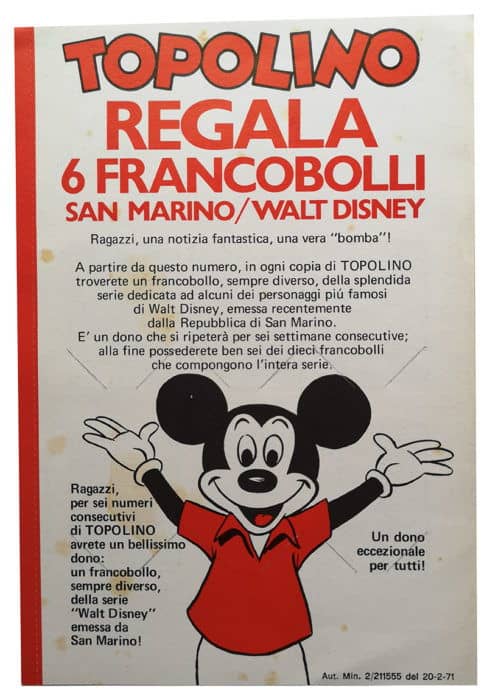 TOPOLINO
REGALA
6 FRANCOBOLLI
SAN MARINO/WALT DISNEY
Ragazzi, una notizia fantastica, una vera "bomba"!
A partire da questo numero, in ogni copia di TOPOLINO
troverete un francobollo, sempre diverso, della splendida
serie dedicata ad alcuni dei personaggi piú famosi
di Walt Disney, emessa recentemente
dalla Repubblica di San Marino.
E' un dono che si ripeterà per sei settimane consecutive;
alla fine possederete ben sei dei dieci francobolli
che compongono l'intera serie.
Ragazzi,
per sei numeri
consecutivi
di TOPOLINO
avrete un bellissimo
dono:
un francobollo,
sempre diverso,
della serie
"Walt Disney"
emessa da
San Marino!
Un dono
eccezionale
per tutti!
Aut. Min. 2/211555 del 20-2-71